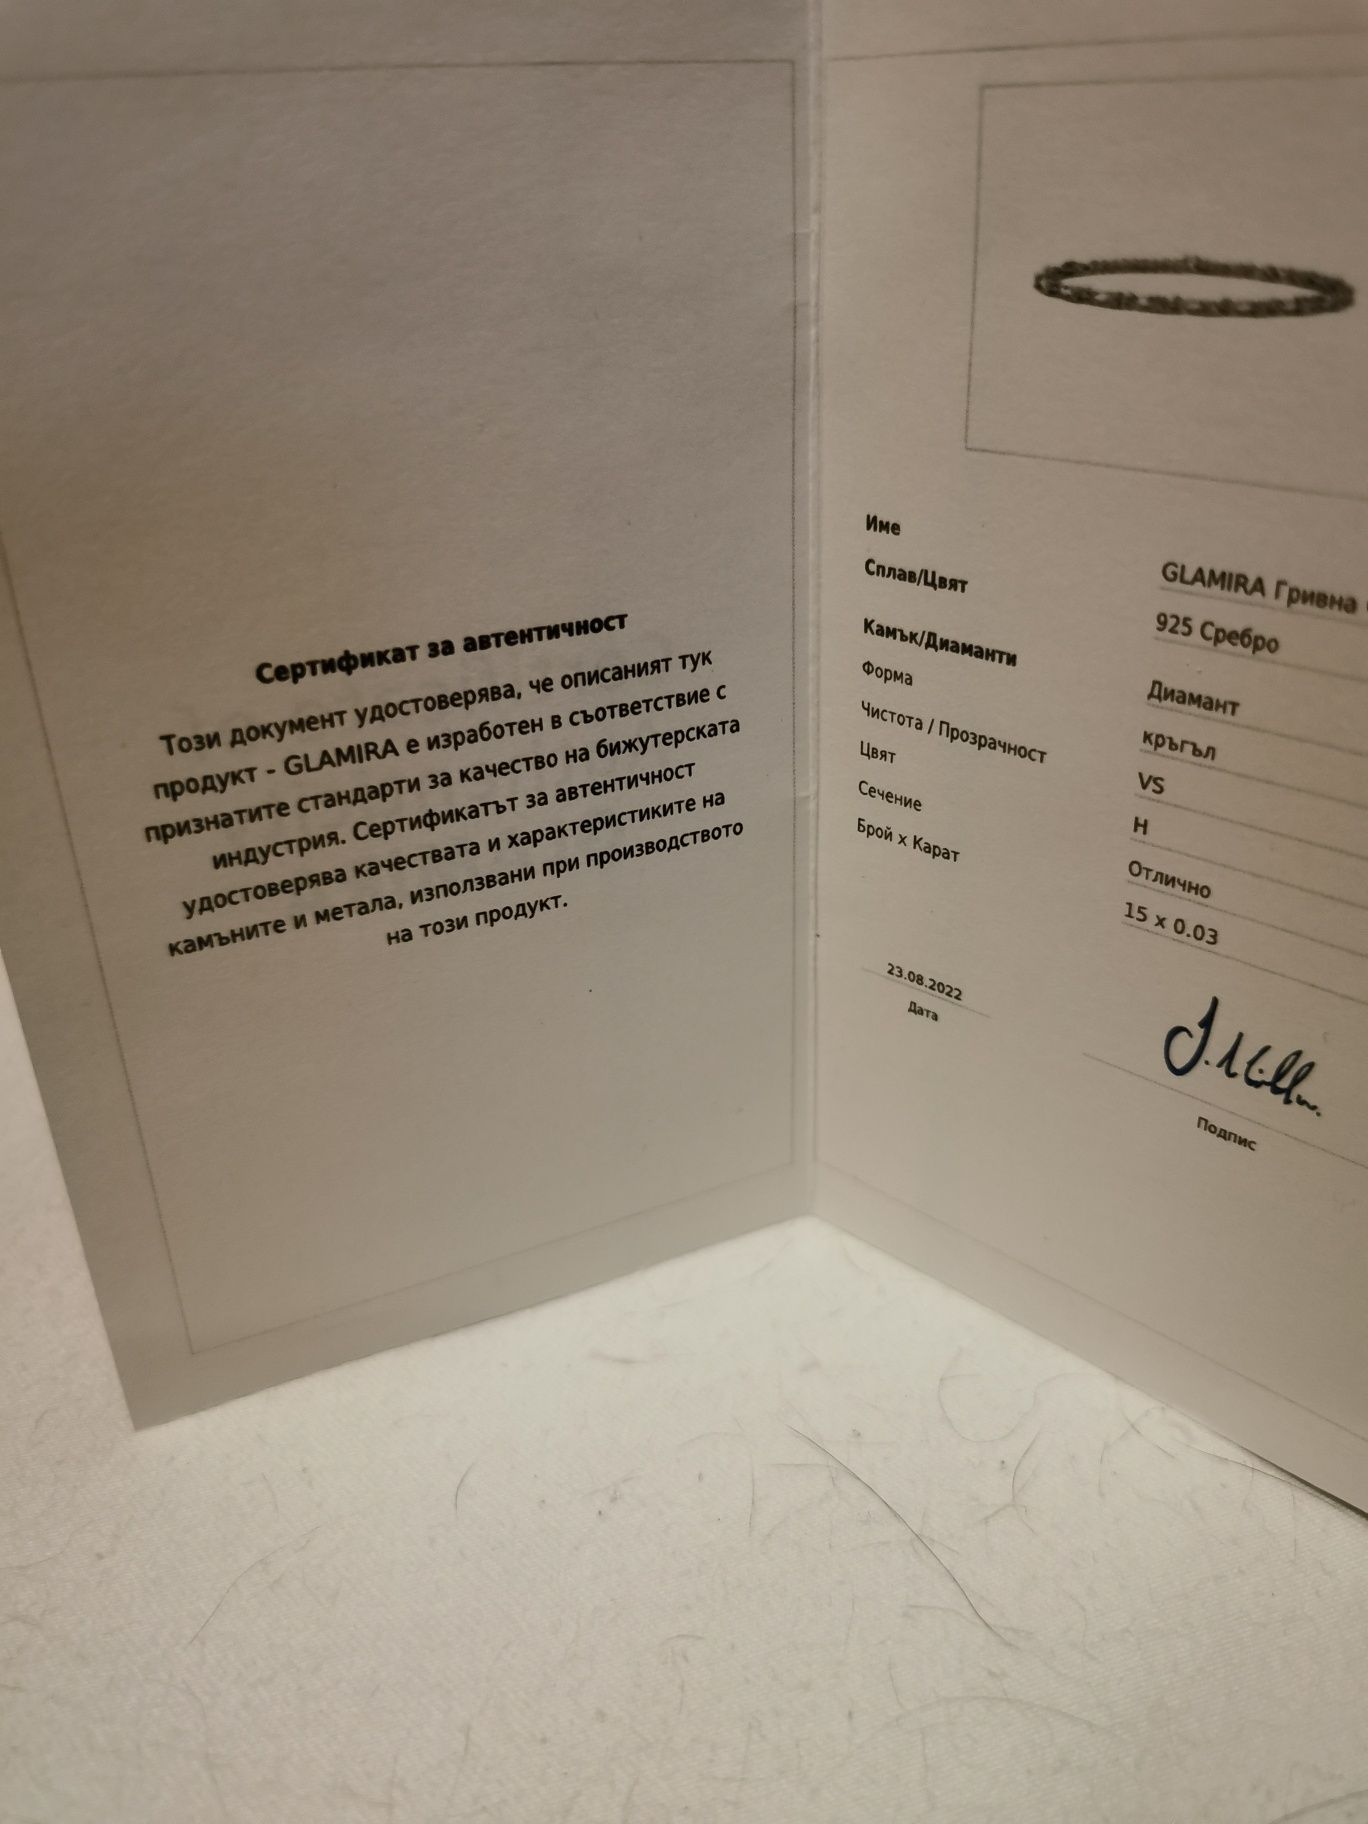 Сертификат за автентичност
Този документ удостоверява, че описаният тук
продукт - GLAMIRA е изработен в съответствие с
признатите стандарти за качество на бижутерската
индустрия. Сертификатът за автентичност
удостоверява качествата и характеристиките на
камъните и метала, използвани при производството
на този продукт.
Име GLAMIRA Гривна
Сплав/Цвят 925 Сребро
Камък/Диаманти Диамант
Форма кръгъл
Чистота / Прозрачност VS
Цвят H
Сечение Отлично
Брой x Карат 15 x 0.03
23.08.2022
Дата
Подпис